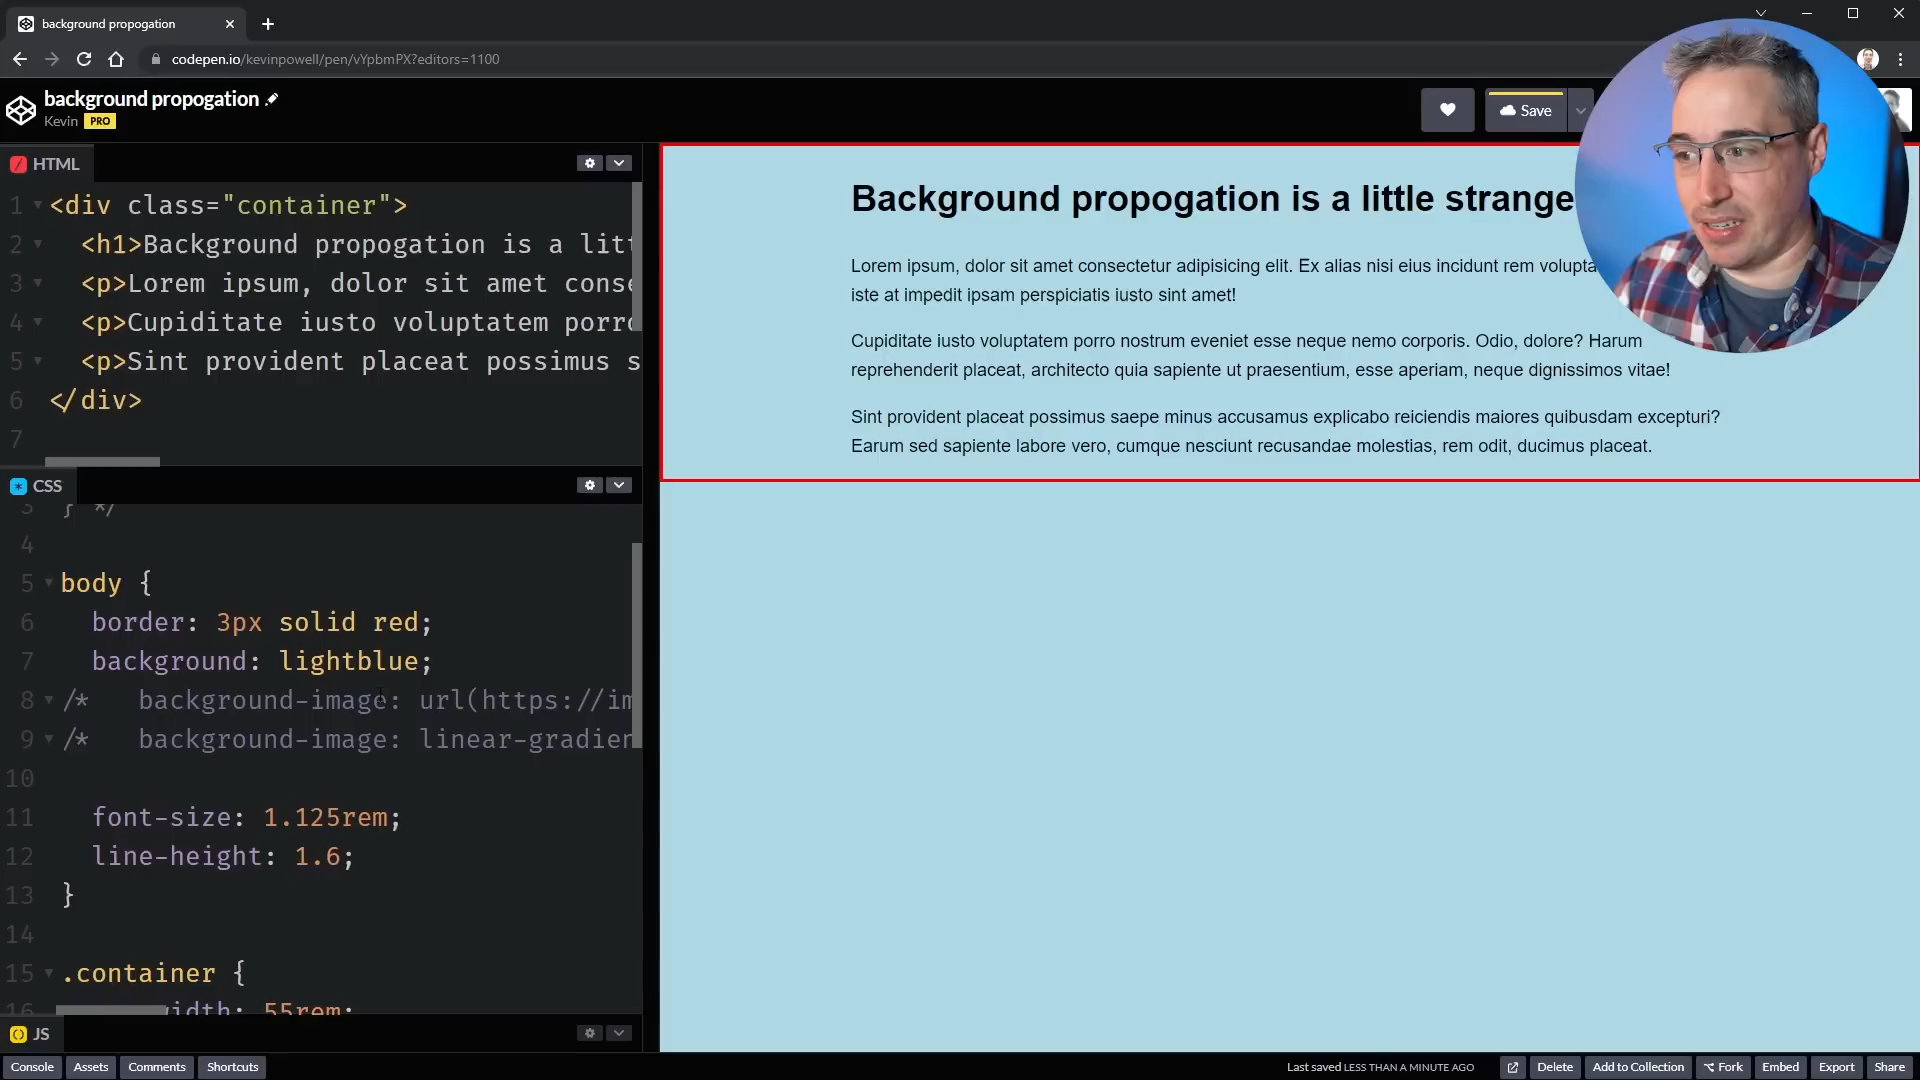 background propogation
codepen.io/kevinpowell/pen/vYpbmPX?editors=1100
background propogation
Kevin PRO
Save
HTML
1 <div class="container">
2 <h1>Background propogation is a litt
3 <p>Lorem ipsum, dolor sit amet conse
4 <p>Cupiditate iusto voluptatem porro
5 <p>Sint provident placeat possimus s
6 </div>
7
CSS
3 } */
4
5 body {
6 border: 3px solid red;
7 background: lightblue;
8 /* background-image: url(https://im
9 /* background-image: linear-gradien
10
11 font-size: 1.125rem;
12 line-height: 1.6;
13 }
14
15 .container {
16 width: 55rem;
JS
Background propogation is a little strange
Lorem ipsum, dolor sit amet consectetur adipisicing elit. Ex alias nisi eius incidunt rem volupta
iste at impedit ipsam perspiciatis iusto sint amet!
Cupiditate iusto voluptatem porro nostrum eveniet esse neque nemo corporis. Odio, dolore? Harum
reprehenderit placeat, architecto quia sapiente ut praesentium, esse aperiam, neque dignissimos vitae!
Sint provident placeat possimus saepe minus accusamus explicabo reiciendis maiores quibusdam excepturi?
Earum sed sapiente labore vero, cumque nesciunt recusandae molestias, rem odit, ducimus placeat.
Console Assets Comments Shortcuts Last saved LESS THAN A MINUTE AGO Delete Add to Collection Fork Embed Export Share